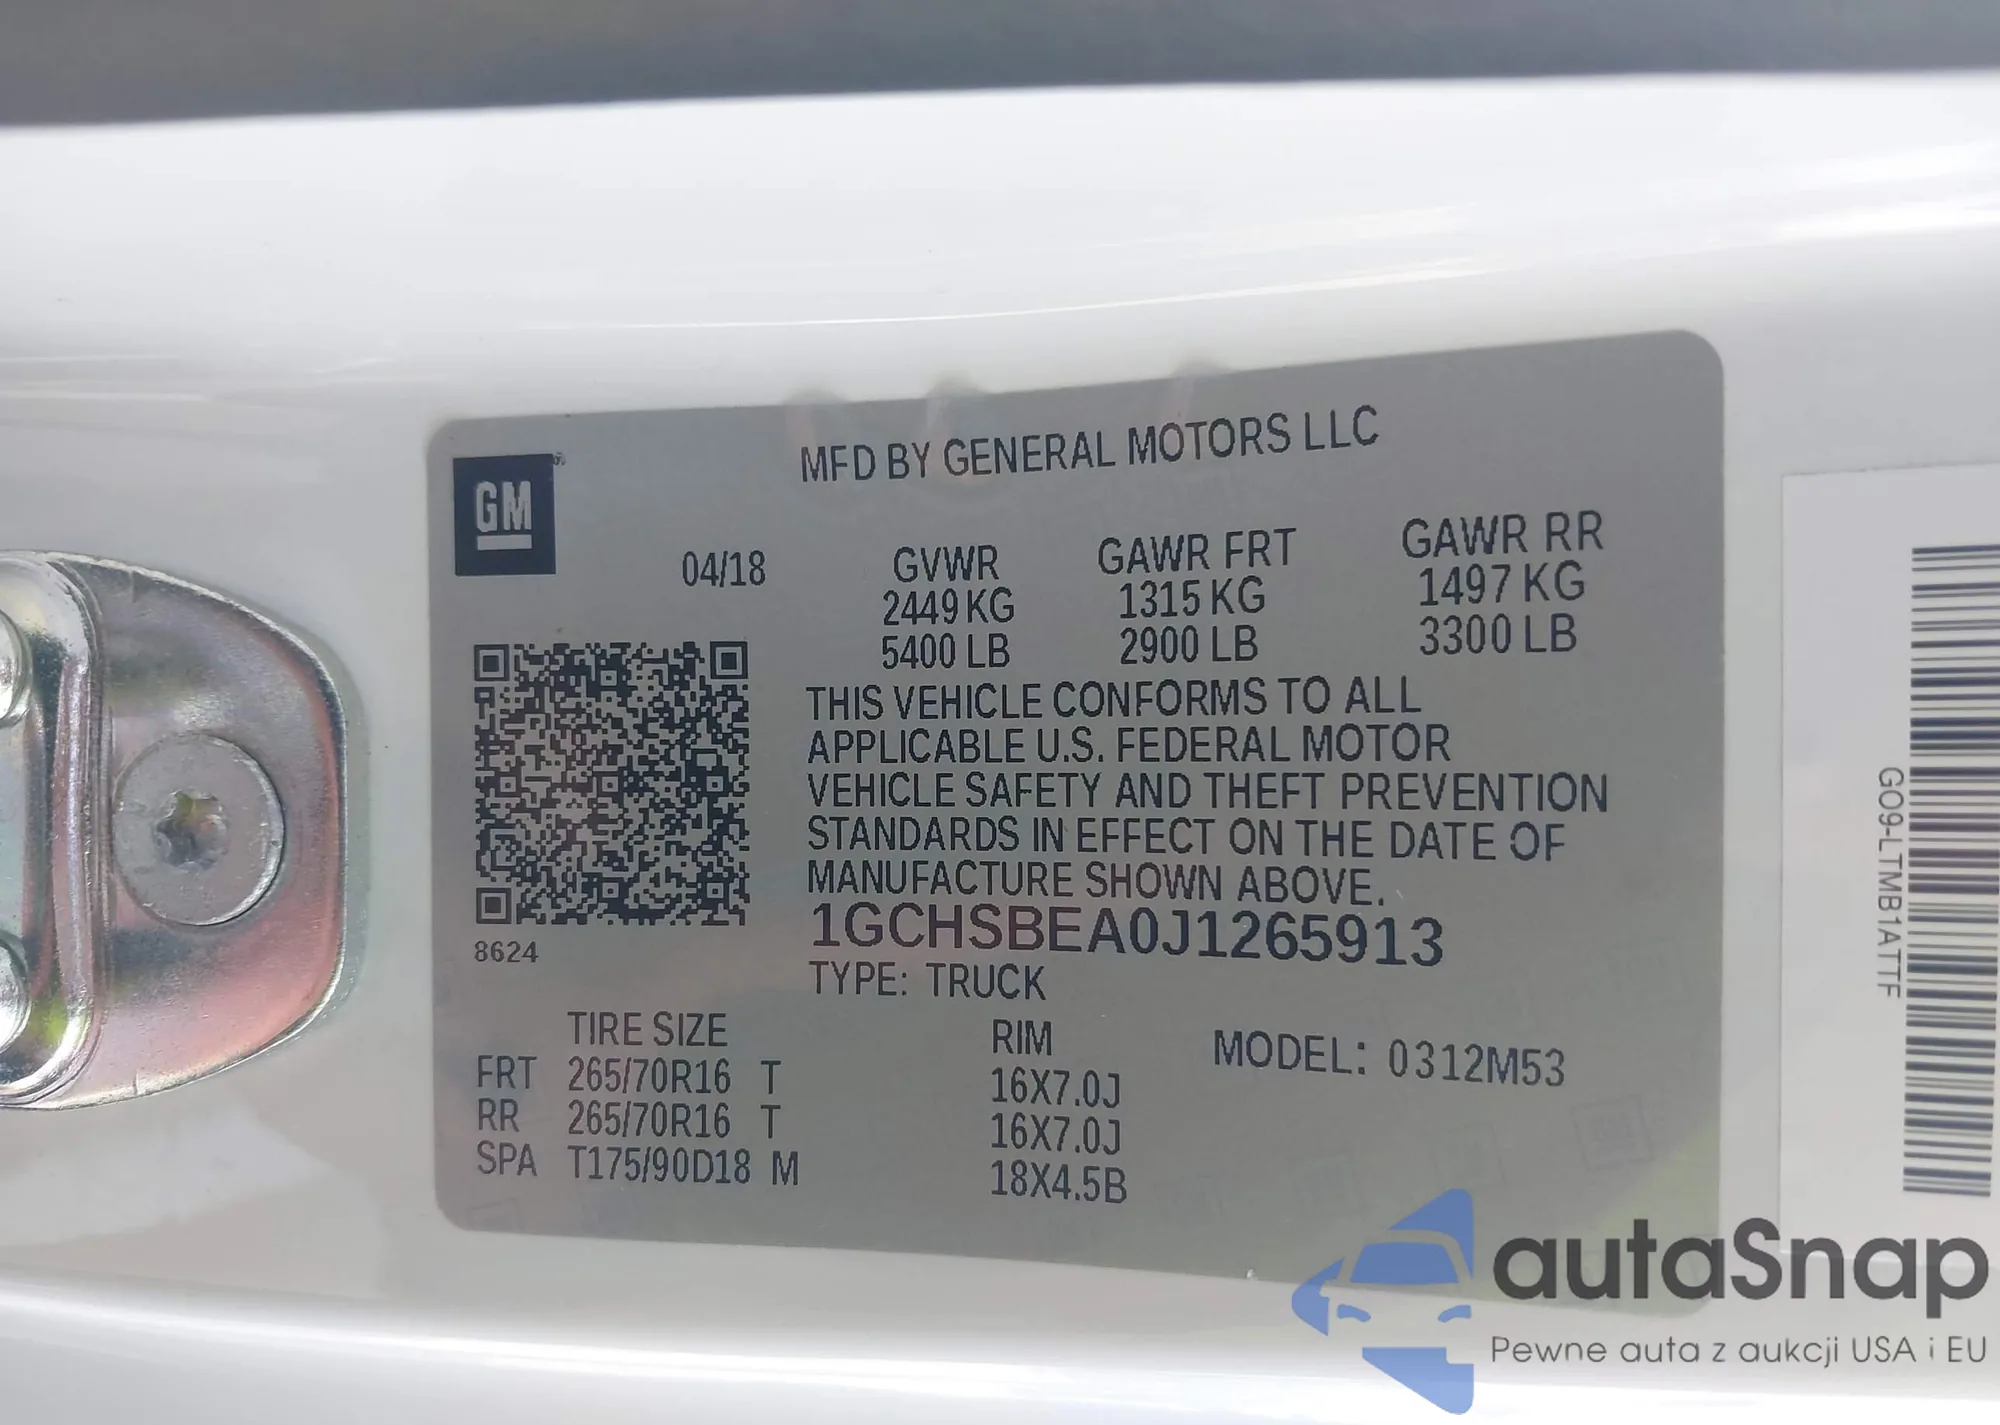 MFD BY GENERAL MOTORS LLC
GM
04/18
GVWR GAWR FRT GAWR RR
2449 KG 1315 KG 1497 KG
5400 LB 2900 LB 3300 LB
THIS VEHICLE CONFORMS TO ALL
APPLICABLE U.S. FEDERAL MOTOR
VEHICLE SAFETY AND THEFT PREVENTION
STANDARDS IN EFFECT ON THE DATE OF
MANUFACTURE SHOWN ABOVE.
1GCHSBEA0J1265913
8624
TYPE: TRUCK
TIRE SIZE RIM
MODEL: 0312M53
FRT 265/70R16 T 16X7.0J
RR 265/70R16 T 16X7.0J
SPA T175/90D18 M 18X4.5B
GO9-LTMB1ATTF
autaSnap
Pewne auta z aukcji USA i EU